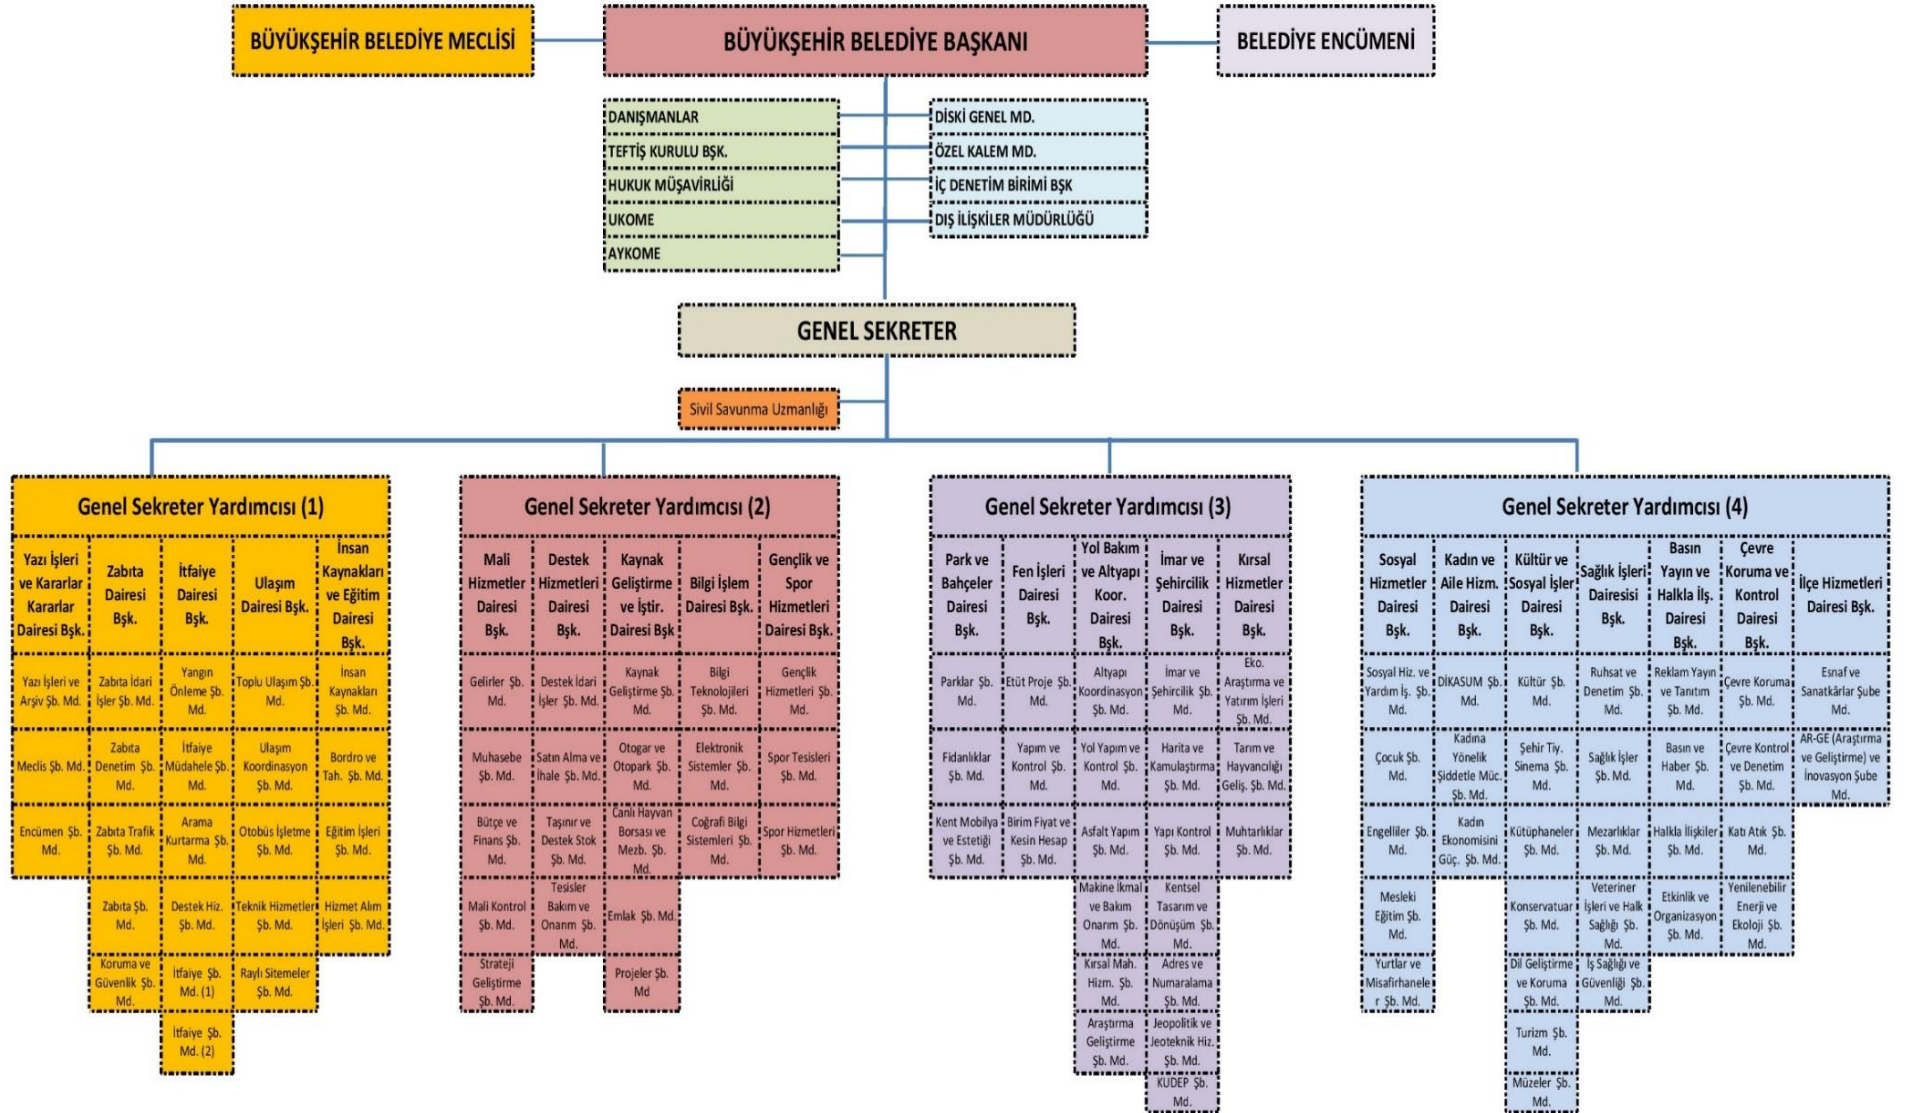 BÜYÜKŞEHİR BELEDİYE MECLİSİ
BÜYÜKŞEHİR BELEDİYE BAŞKANI
BELEDİYE ENCÜMENİ
DANIŞMANLAR
TEFTİŞ KURULU BŞK.
HUKUK MÜŞAVİRLİĞİ
UKOME
AYKOME
DİSKİ GENEL MD.
ÖZEL KALEM MD.
İÇ DENETİM BİRİMİ BŞK
DIŞ İLİŞKİLER MÜDÜRLÜĞÜ
GENEL SEKRETER
Sivil Savunma Uzmanlığı
Genel Sekreter Yardımcısı (1)
Yazı İşleri
ve Kararlar
Kararlar
Dairesi Bşk.
Yazı İşleri ve
Arşiv Şb. Md.
Meclis Şb. Md.
Encümen Şb.
Md.
Zabıta
Dairesi
Bşk.
Zabıta İdari
İşler Şb. Md.
Zabıta
Denetim Şb.
Md.
Zabıta Trafik
Şb. Md.
Zabıta Şb.
Md.
Koruma ve
Güvenlik Şb.
Md.
İtfaiye
Dairesi
Bşk.
Yangın
Önleme Şb.
Md.
İtfaiye
Müdahele Şb.
Md.
Arama
Kurtarma Şb.
Md.
Destek Hiz.
Şb. Md.
İtfaiye Şb.
Md. (1)
İtfaiye Şb.
Md. (2)
Ulaşım
Dairesi Bşk.
Toplu Ulaşım Şb.
Md.
Ulaşım
Koordinasyon
Şb. Md.
Otobüs İşletme
Şb. Md.
Teknik Hizmetler
Şb. Md.
Raylı Sitemeler
Şb. Md.
İnsan
Kaynakları
ve Eğitim
Dairesi
Bşk.
İnsan
Kaynakları
Şb. Md.
Bordro ve
Tah. Şb. Md.
Eğitim İşleri
Şb. Md.
Hizmet Alım
İşleri Şb. Md.
Genel Sekreter Yardımcısı (2)
Mali
Hizmetler
Dairesi
Bşk.
Gelirler Şb.
Md.
Muhasebe
Şb. Md.
Bütçe ve
Finans Şb.
Md.
Mali Kontrol
Şb. Md.
Strateji
Geliştirme
Şb. Md.
Destek
Hizmetleri
Dairesi
Bşk.
Destek İdari
İşler Şb. Md.
Satın Alma ve
İhale Şb. Md.
Taşınır ve
Destek Stok
Şb. Md.
Tesisler
Bakım ve
Onarım Şb.
Md.
Kaynak
Geliştirme
ve İştir.
Dairesi Bşk
Kaynak
Geliştirme Şb.
Md.
Otogar ve
Otopark Şb.
Md.
Canlı Hayvan
Borsası ve
Mezb. Şb.
Md.
Emlak Şb. Md.
Projeler Şb.
Md
Bilgi İşlem
Dairesi Bşk.
Bilgi
Teknolojileri
Şb. Md.
Elektronik
Sistemler Şb.
Md.
Coğrafi Bilgi
Sistemleri Şb.
Md.
Gençlik ve
Spor
Hizmetleri
Dairesi Bşk.
Gençlik
Hizmetleri Şb.
Md.
Spor Tesisleri
Şb. Md.
Spor Hizmetleri
Şb. Md.
Genel Sekreter Yardımcısı (3)
Park ve
Bahçeler
Dairesi
Bşk.
Parklar Şb.
Md.
Fidanlıklar
Şb. Md.
Kent Mobilya
ve Estetiği
Şb. Md.
Fen İşleri
Dairesi
Bşk.
Etüt Proje Şb.
Md.
Yapım ve
Kontrol Şb.
Md.
Birim Fiyat ve
Kesin Hesap
Şb. Md.
Yol Bakım
ve Altyapı
Koor.
Dairesi
Bşk.
Altyapı
Koordinasyon
Şb. Md.
Yol Yapım ve
Kontrol Şb.
Md.
Asfalt Yapım
Şb. Md.
Makine İkmal
ve Bakım
Onarım Şb.
Md.
Kırsal Mah.
Hizm. Şb.
Md.
Araştırma
Geliştirme
Şb. Md.
İmar ve
Şehircilik
Dairesi
Bşk.
İmar ve
Şehircilik Şb.
Md.
Harita ve
Kamulaştırma
Şb. Md.
Yapı Kontrol
Şb. Md.
Kentsel
Tasarım ve
Dönüşüm Şb.
Md.
Adres ve
Numaralama
Şb. Md.
Jeopolitik ve
Jeoteknik Hiz.
Şb. Md.
KUDEP Şb.
Md.
Kırsal
Hizmetler
Dairesi
Bşk.
Eko.
Araştırma ve
Yatırım İşleri
Şb. Md.
Tarım ve
Hayvancılığı
Geliş. Şb. Md.
Muhtarlıklar
Şb. Md.
Genel Sekreter Yardımcısı (4)
Sosyal
Hizmetler
Dairesi
Bşk.
Sosyal Hiz. ve
Yardım İş. Şb.
Md.
Çocuk Şb.
Md.
Engelliler Şb.
Md.
Mesleki
Eğitim Şb.
Md.
Yurtlar ve
Misafirhanele
r Şb. Md.
Kadın ve
Aile Hizm.
Dairesi
Bşk.
DİKASUM Şb.
Md.
Kadına
Yönelik
Şiddetle Müc.
Şb. Md.
Kadın
Ekonomisini
Güç. Şb. Md.
Kültür ve
Sosyal İşler
Dairesi
Bşk.
Kültür Şb.
Md.
Şehir Tiy.
Sinema Şb.
Md.
Kütüphaneler
Şb. Md.
Konservatuar
Şb. Md.
Dil Geliştirme
ve Koruma
Şb. Md.
Turizm Şb.
Md.
Müzeler Şb.
Md.
Sağlık İşleri
Dairesisi
Bşk.
Ruhsat ve
Denetim Şb.
Md.
Sağlık İşler
Şb. Md.
Mezarlıklar
Şb. Md.
Veteriner
İşleri ve Halk
Sağlığı Şb.
Md.
İş Sağlığı ve
Güvenliği Şb.
Md.
Basın
Yayın ve
Halkla İlş.
Dairesi
Bşk.
Reklam Yayın
ve Tanıtım
Şb. Md.
Basın ve
Haber Şb.
Md.
Halkla İlişkiler
Şb. Md.
Etkinlik ve
Organizasyon
Şb. Md.
Çevre
Koruma ve
Kontrol
Dairesi
Bşk.
Çevre Koruma
Şb. Md.
Çevre Kontrol
ve Denetim
Şb. Md.
Katı Atık Şb.
Md.
Yenilenebilir
Enerji ve
Ekoloji Şb.
Md.
İlçe Hizmetleri
Dairesi Bşk.
Esnaf ve
Sanatkârlar Şube
Md.
AR-GE (Araştırma
ve Geliştirme) ve
İnovasyon Şube
Md.